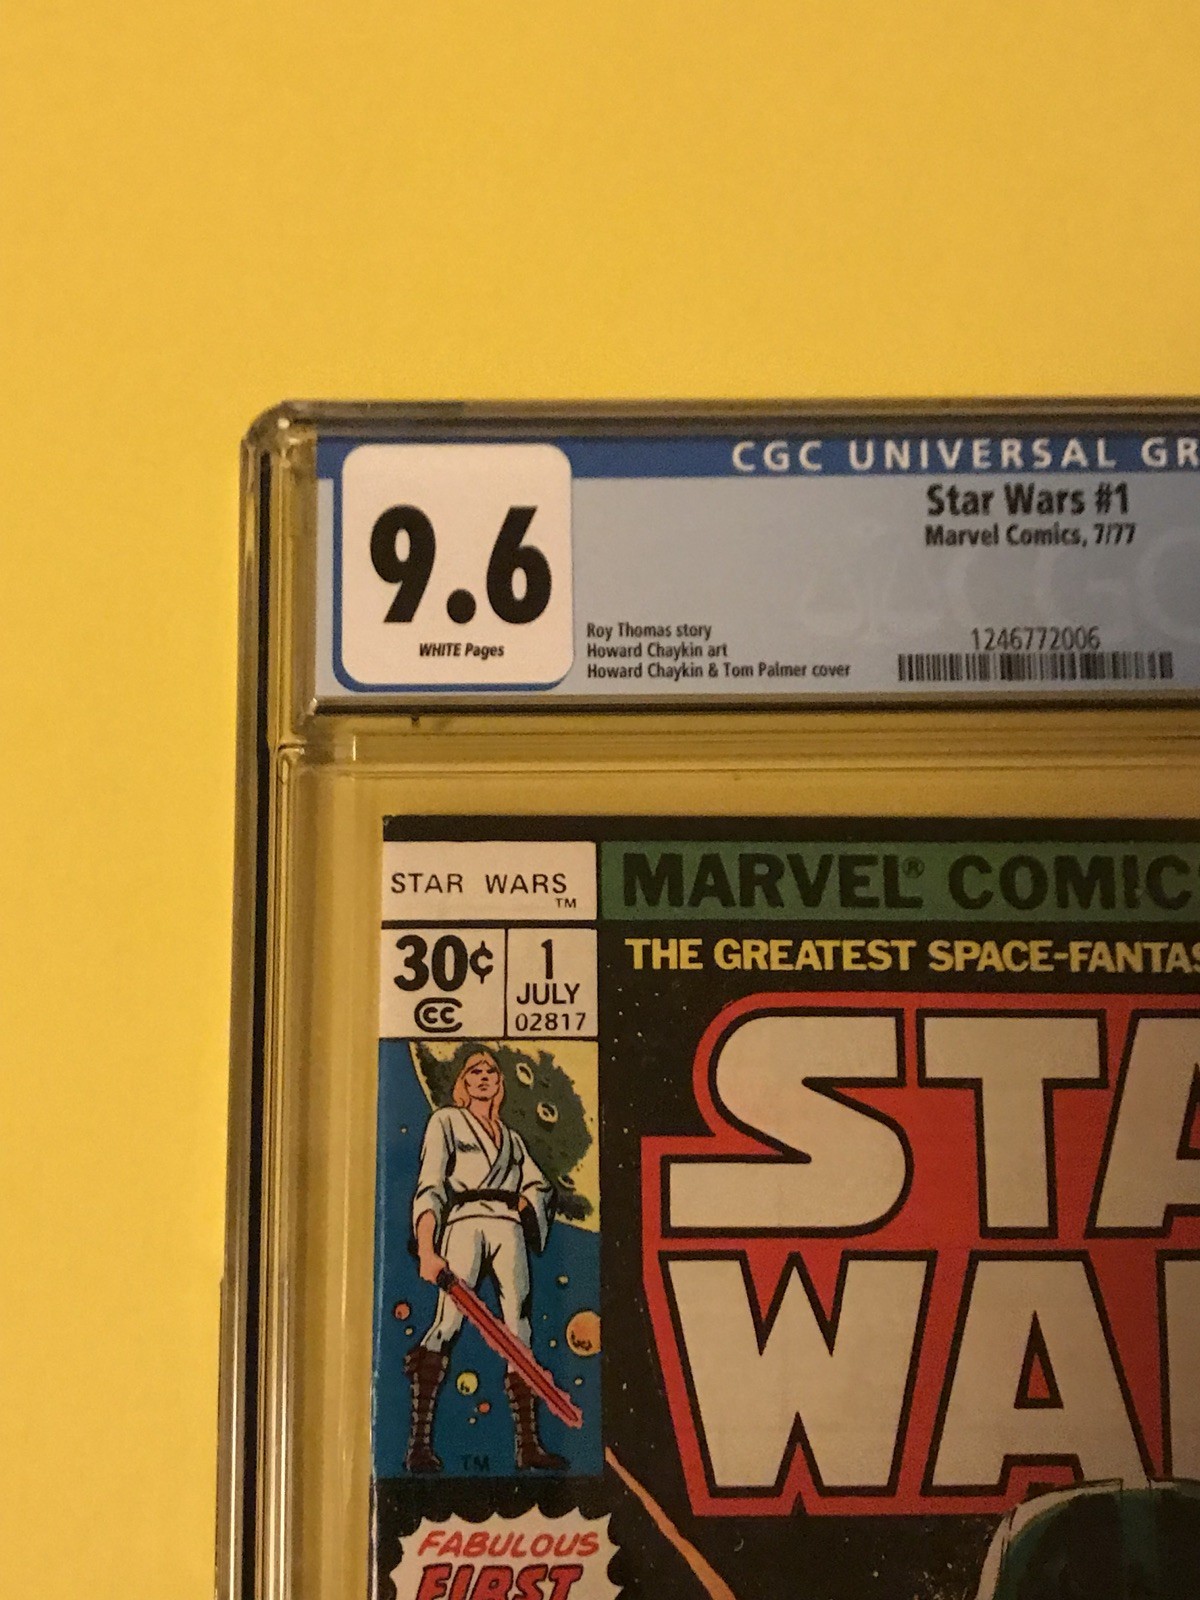 CGC UNIVERSAL GR
9.6
WHITE Pages
Star Wars #1
Marvel Comics, 7/77
Roy Thomas story
Howard Chaykin art
Howard Chaykin & Tom Palmer cover
1246772006
STAR WARS
TM
MARVEL® COMICS
30¢
CC
1
JULY
02817
THE GREATEST SPACE-FANTAS
STA
WA
TM
FABULOUS
FIRST